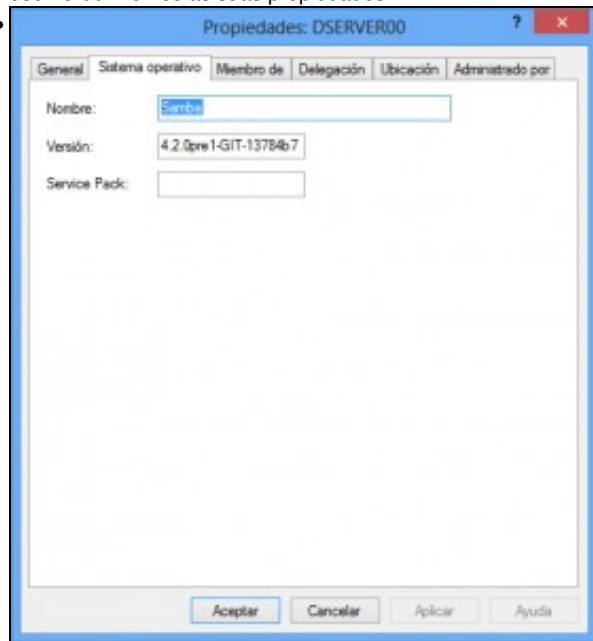 Propiedades: DSERVER00 ? ×
General Sistema operativo Miembro de Delegación Ubicación Administrado por
Nombre: Samba
Versión: 4.2.0pre1-GIT-13784b7
Service Pack:
Aceptar Cancelar Aplicar Ayuda